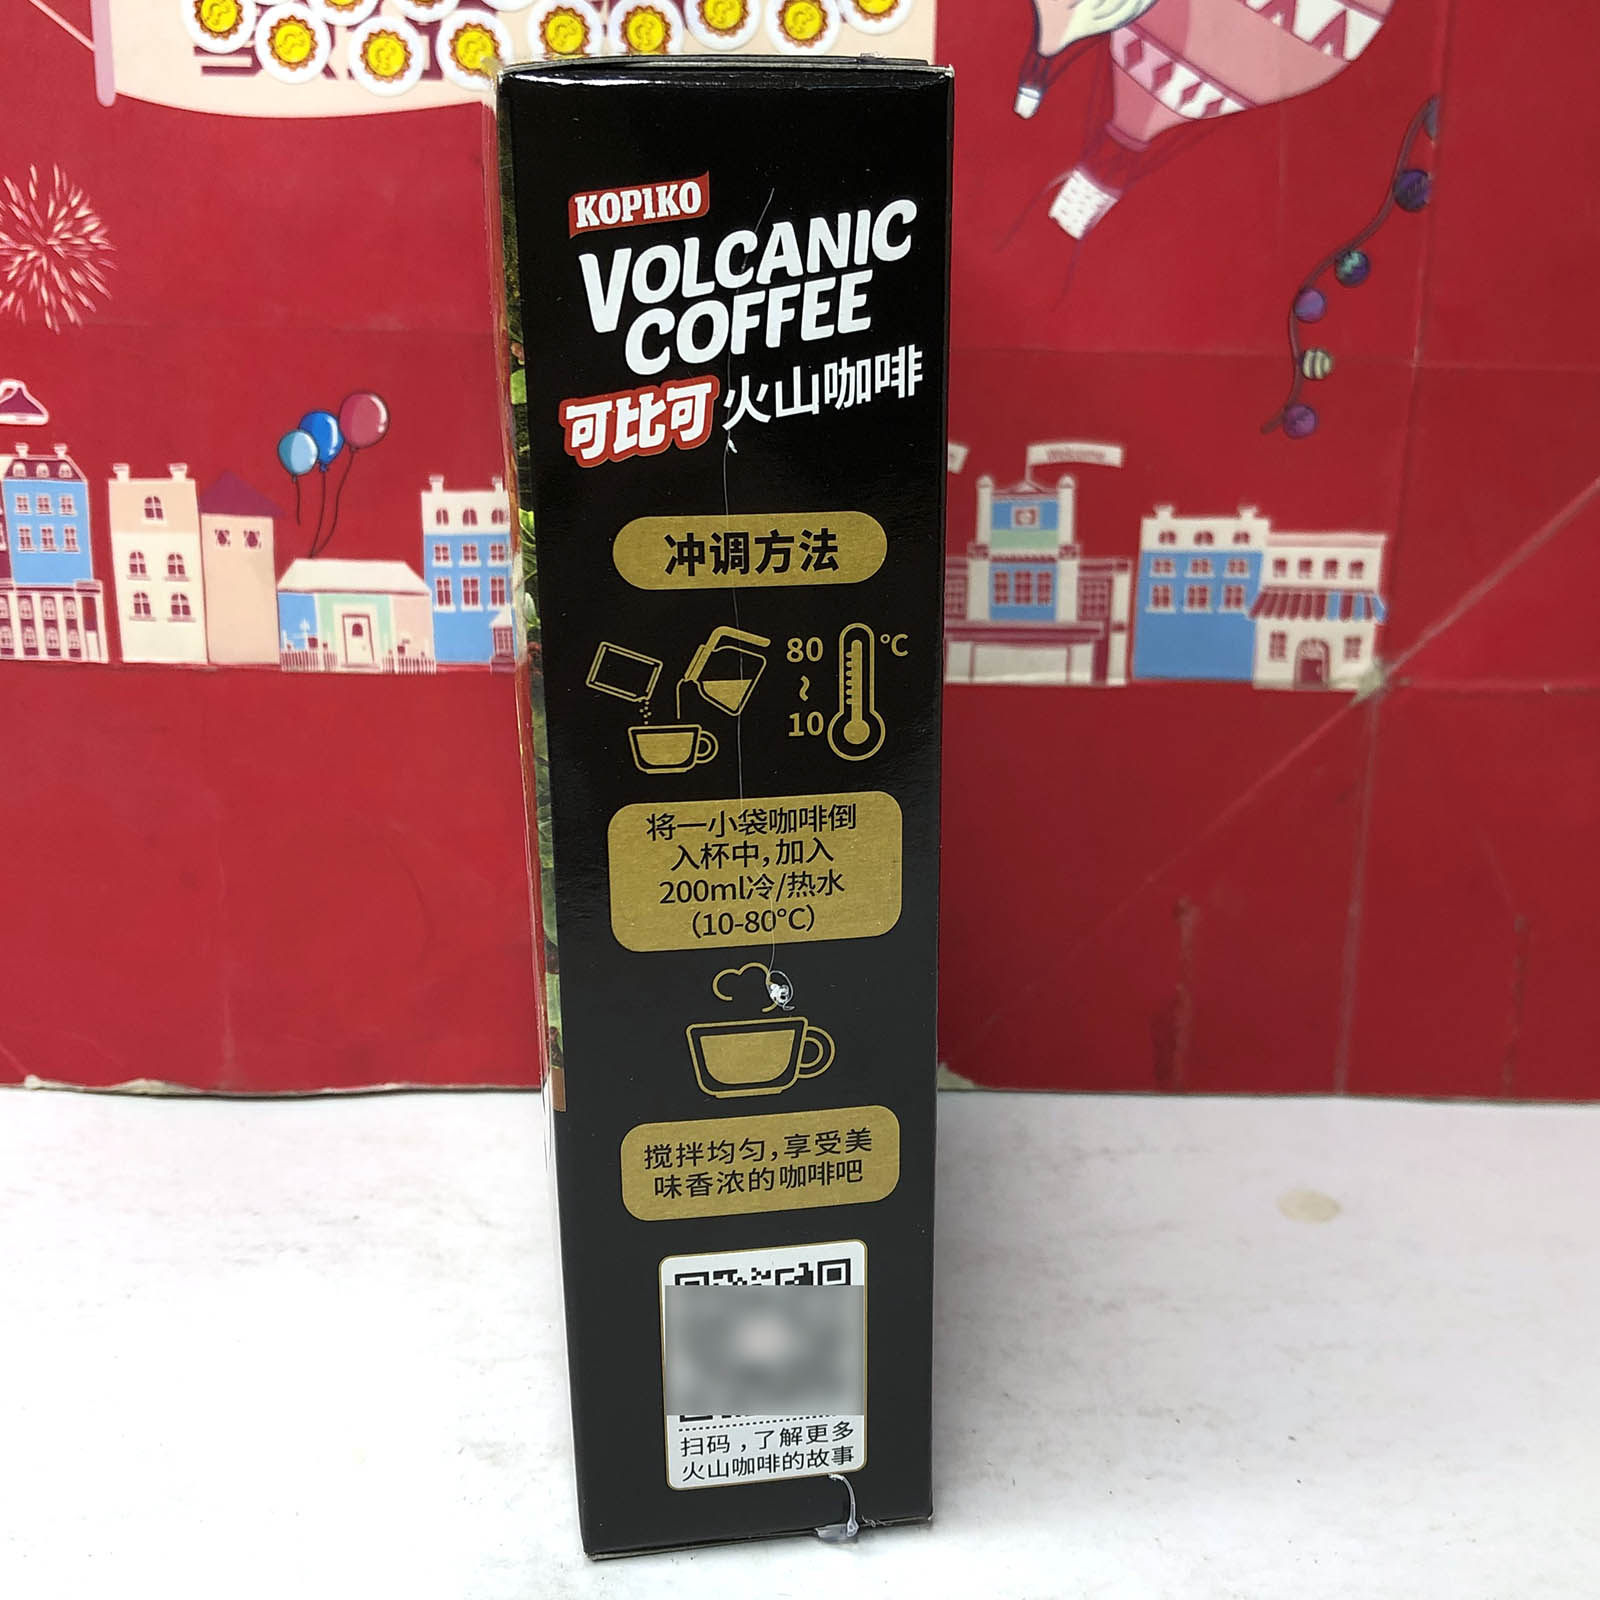 KOPIKO
VOLCANIC
COFFEE
可比可火山咖啡
冲调方法
80 ℃
~
10
将一小袋咖啡倒
入杯中,加入
200ml冷/热水
(10-80℃)
搅拌均匀,享受美
味香浓的咖啡吧
扫码,了解更多
火山咖啡的故事